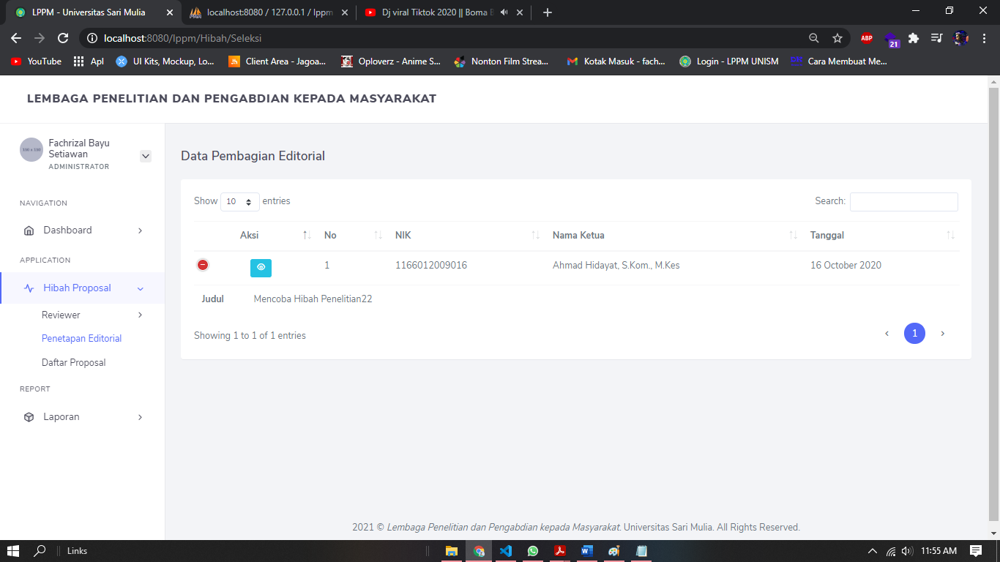 LPPM - Universitas Sari Mulia
localhost:8080 / 127.0.0.1 / lppm
Dj viral Tiktok 2020 || Boma
localhost:8080/lppm/Hibah/Seleksi
ABP
21
YouTube
Apl
UI Kits, Mockup, Lo...
Client Area - Jagoa...
Oploverz - Anime S...
Nonton Film Strea...
Kotak Masuk - fach...
Login - LPPM UNISM
Cara Membuat Me...
LEMBAGA PENELITIAN DAN PENGABDIAN KEPADA MASYARAKAT
100 x 100
Fachrizal Bayu
Setiawan
ADMINISTRATOR
NAVIGATION
Dashboard
APPLICATION
Hibah Proposal
Reviewer
Penetapan Editorial
Daftar Proposal
REPORT
Laporan
Data Pembagian Editorial
Show 10 entries
Search:
Aksi No NIK Nama Ketua Tanggal
1 1166012009016 Ahmad Hidayat, S.Kom., M.Kes 16 October 2020
Judul Mencoba Hibah Penelitian22
Showing 1 to 1 of 1 entries
1
2021 © Lembaga Penelitian dan Pengabdian kepada Masyarakat. Universitas Sari Mulia. All Rights Reserved.
Links
11:55 AM